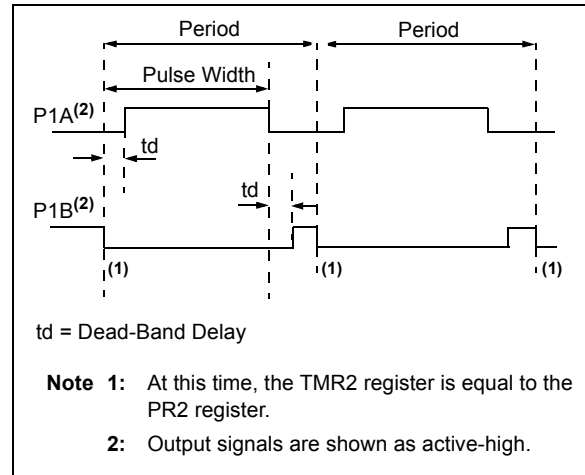 Period Period
Pulse Width
P1A(2)
td
td
P1B(2)
(1) (1) (1)
td = Dead-Band Delay
Note 1: At this time, the TMR2 register is equal to the
PR2 register.
2: Output signals are shown as active-high.